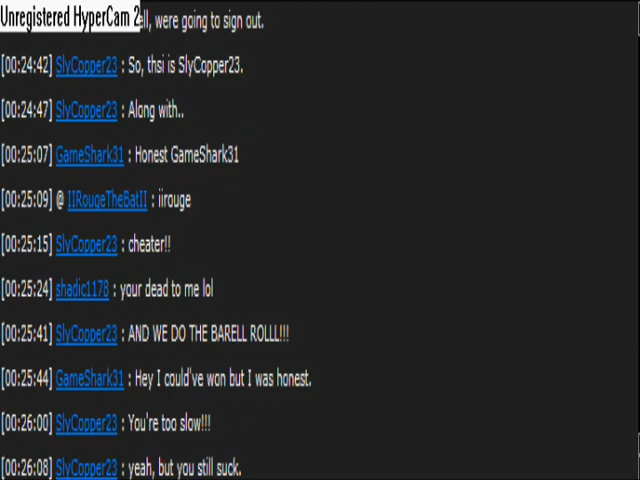 Unregistered HyperCam 2
ell, were going to sign out.
[00:24:42] SlyCopper23 : So, thsi is SlyCopper23.
[00:24:47] SlyCopper23 : Along with..
[00:25:07] GameShark31 : Honest GameShark31
[00:25:09] @ IIRougeTheBatII : iirouge
[00:25:15] SlyCopper23 : cheater!!
[00:25:24] shadic1178 : your dead to me lol
[00:25:41] SlyCopper23 : AND WE DO THE BARELL ROLLL!!!
[00:25:44] GameShark31 : Hey I could've won but I was honest.
[00:26:00] SlyCopper23 : You're too slow!!!
[00:26:08] SlyCopper23 : yeah, but you still suck.